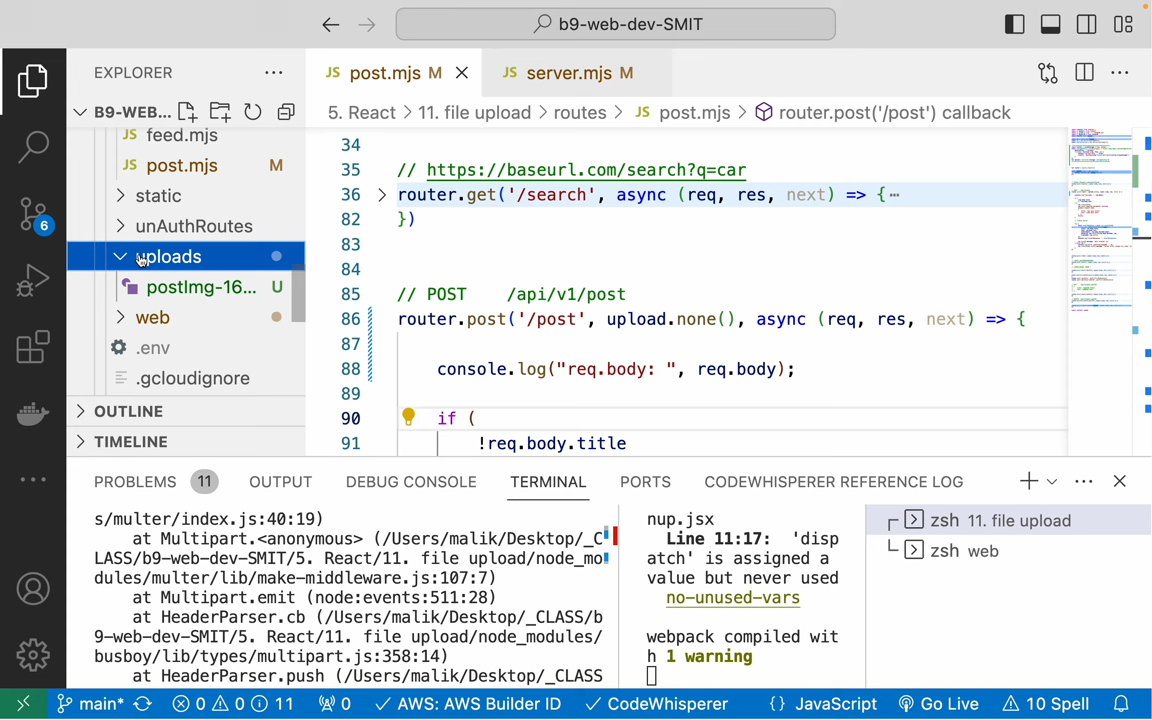 b9-web-dev-SMIT
EXPLORER
JS post.mjs M
JS server.mjs M
B9-WEB...
5. React > 11. file upload > routes > JS post.mjs > router.post('/post') callback
JS feed.mjs
JS post.mjs M
static
unAuthRoutes
uploads
postImg-16... U
web
.env
.gcloudignore
OUTLINE
TIMELINE
34
35 // https://baseurl.com/search?q=car
36 router.get('/search', async (req, res, next) => {⋯
82 })
83
84
85 // POST    /api/v1/post
86 router.post('/post', upload.none(), async (req, res, next) => {
87
88 console.log("req.body: ", req.body);
89
90 if (
91 !req.body.title
PROBLEMS 11 OUTPUT DEBUG CONSOLE TERMINAL PORTS CODEWHISPERER REFERENCE LOG
s/multer/index.js:40:19)
at Multipart.<anonymous> (/Users/malik/Desktop/_C
LASS/b9-web-dev-SMIT/5. React/11. file upload/node_mo
dules/multer/lib/make-middleware.js:107:7)
at Multipart.emit (node:events:511:28)
at HeaderParser.cb (/Users/malik/Desktop/_CLASS/b
9-web-dev-SMIT/5. React/11. file upload/node_modules/
busboy/lib/types/multipart.js:358:14)
at HeaderParser.push (/Users/malik/Desktop/_CLASS
nup.jsx
Line 11:17:  'disp
atch' is assigned a
value but never used
no-unused-vars
webpack compiled wit
h 1 warning
zsh 11. file upload
zsh web
6
main* 0 0 11 0 AWS: AWS Builder ID CodeWhisperer {} JavaScript Go Live 10 Spell